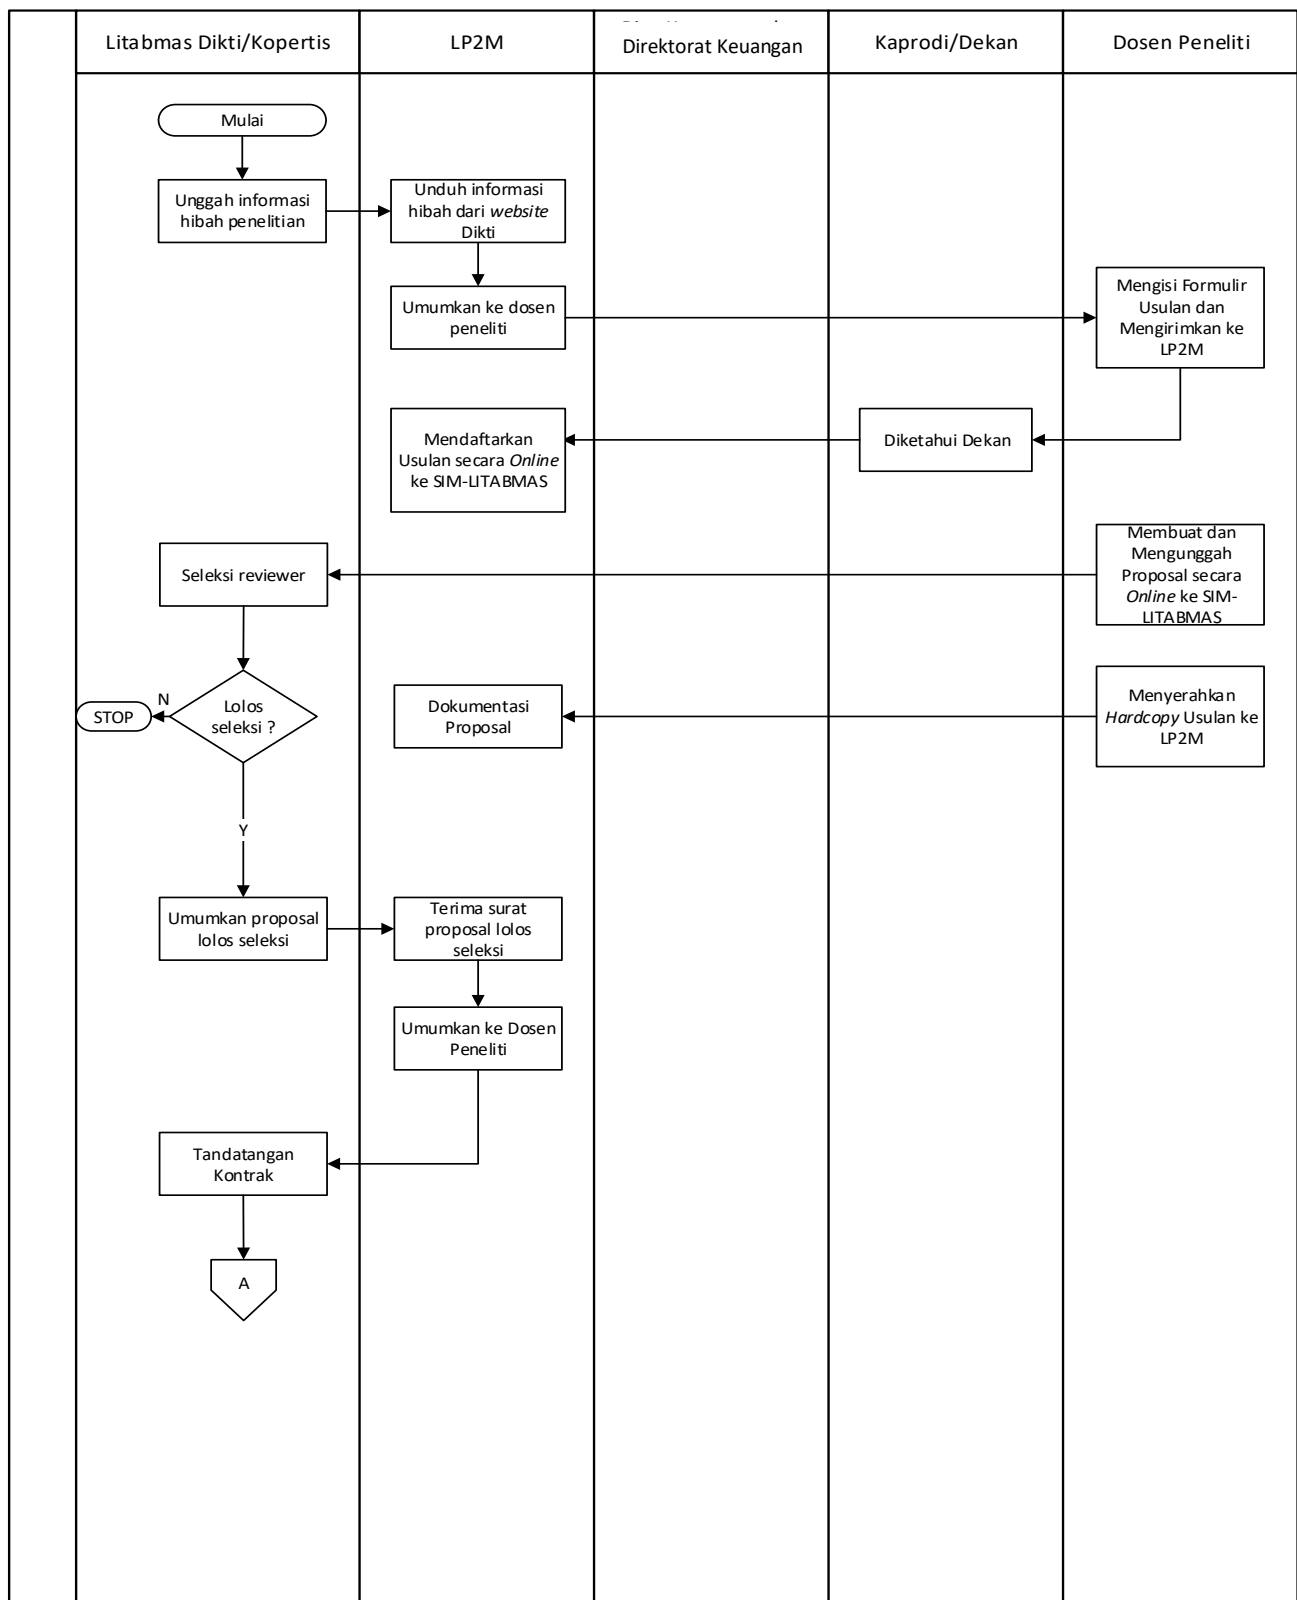 Litabmas Dikti/Kopertis
LP2M
Direktorat Keuangan
Kaprodi/Dekan
Dosen Peneliti
Mulai
Unggah informasi
hibah penelitian
Unduh informasi
hibah dari website
Dikti
Umumkan ke dosen
peneliti
Mengisi Formulir
Usulan dan
Mengirimkan ke
LP2M
Diketahui Dekan
Mendaftarkan
Usulan secara Online
ke SIM-LITABMAS
Membuat dan
Mengunggah
Proposal secara
Online ke SIM-
LITABMAS
Seleksi reviewer
Lolos
seleksi ?
N
STOP
Y
Menyerahkan
Hardcopy Usulan ke
LP2M
Dokumentasi
Proposal
Umumkan proposal
lolos seleksi
Terima surat
proposal lolos
seleksi
Umumkan ke Dosen
Peneliti
Tandatangan
Kontrak
A